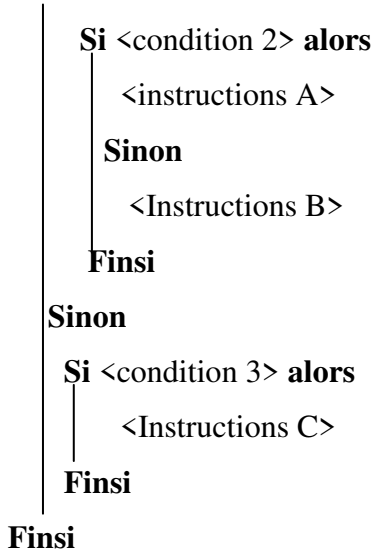 Si <condition 2> alors
<instructions A>
Sinon
<Instructions B>
Finsi
Sinon
Si <condition 3> alors
<Instructions C>
Finsi
Finsi